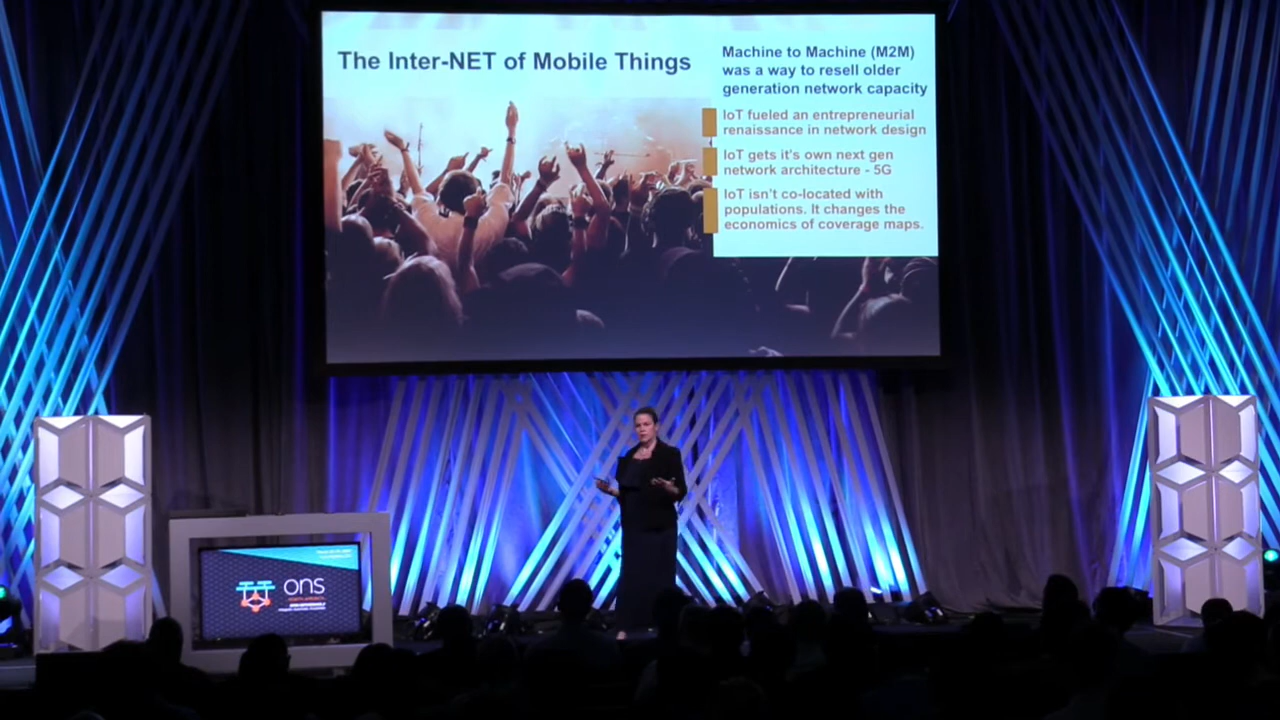 The Inter-NET of Mobile Things
Machine to Machine (M2M)
was a way to resell older
generation network capacity
IoT fueled an entrepreneurial
renaissance in network design
IoT gets it's own next gen
network architecture - 5G
IoT isn't co-located with
populations. It changes the
economics of coverage maps.
ons